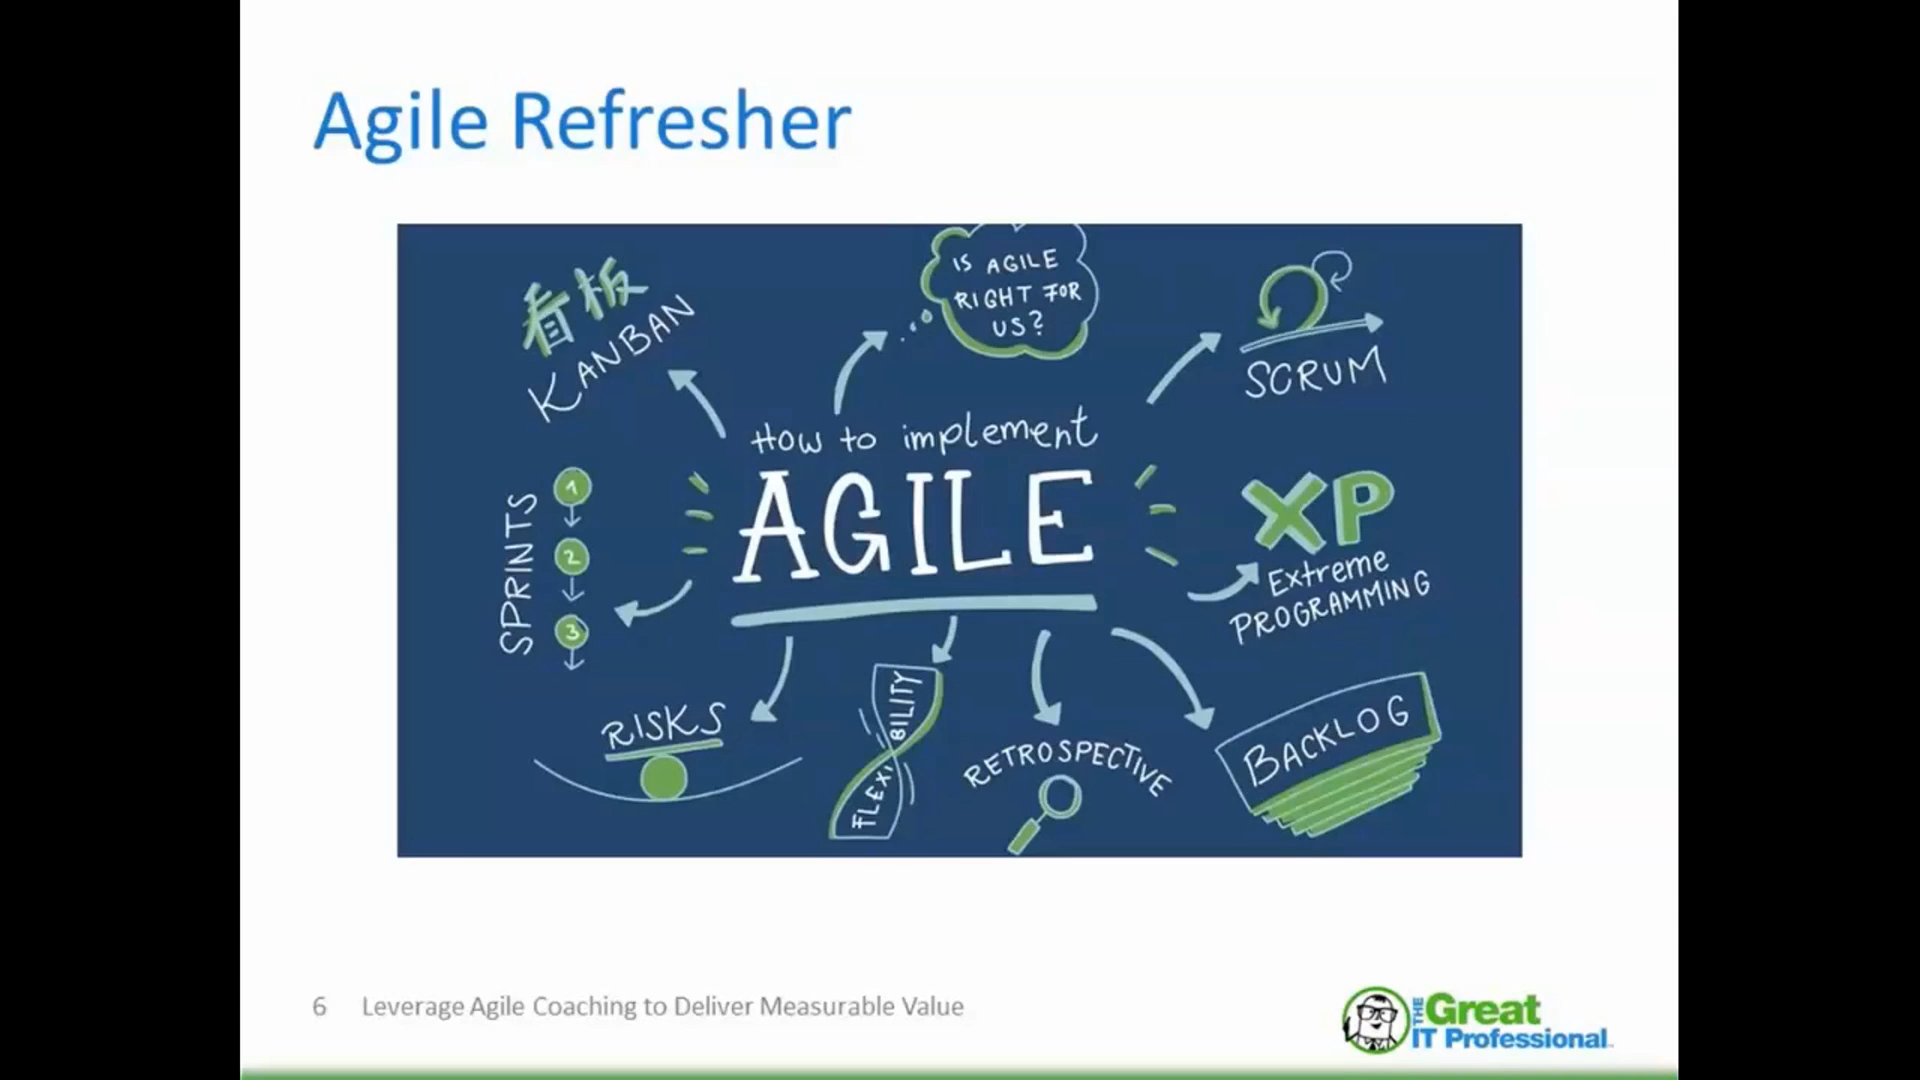 Agile Refresher
看板
KANBAN
IS AGILE
RIGHT FOR
US?
SCRUM
How to implement
AGILE
SPRINTS
1
2
3
XP
Extreme
PROGRAMMING
RISKS
FLEXIBILITY
RETROSPECTIVE
BACKLOG
6 Leverage Agile Coaching to Deliver Measurable Value
THE Great
IT Professional